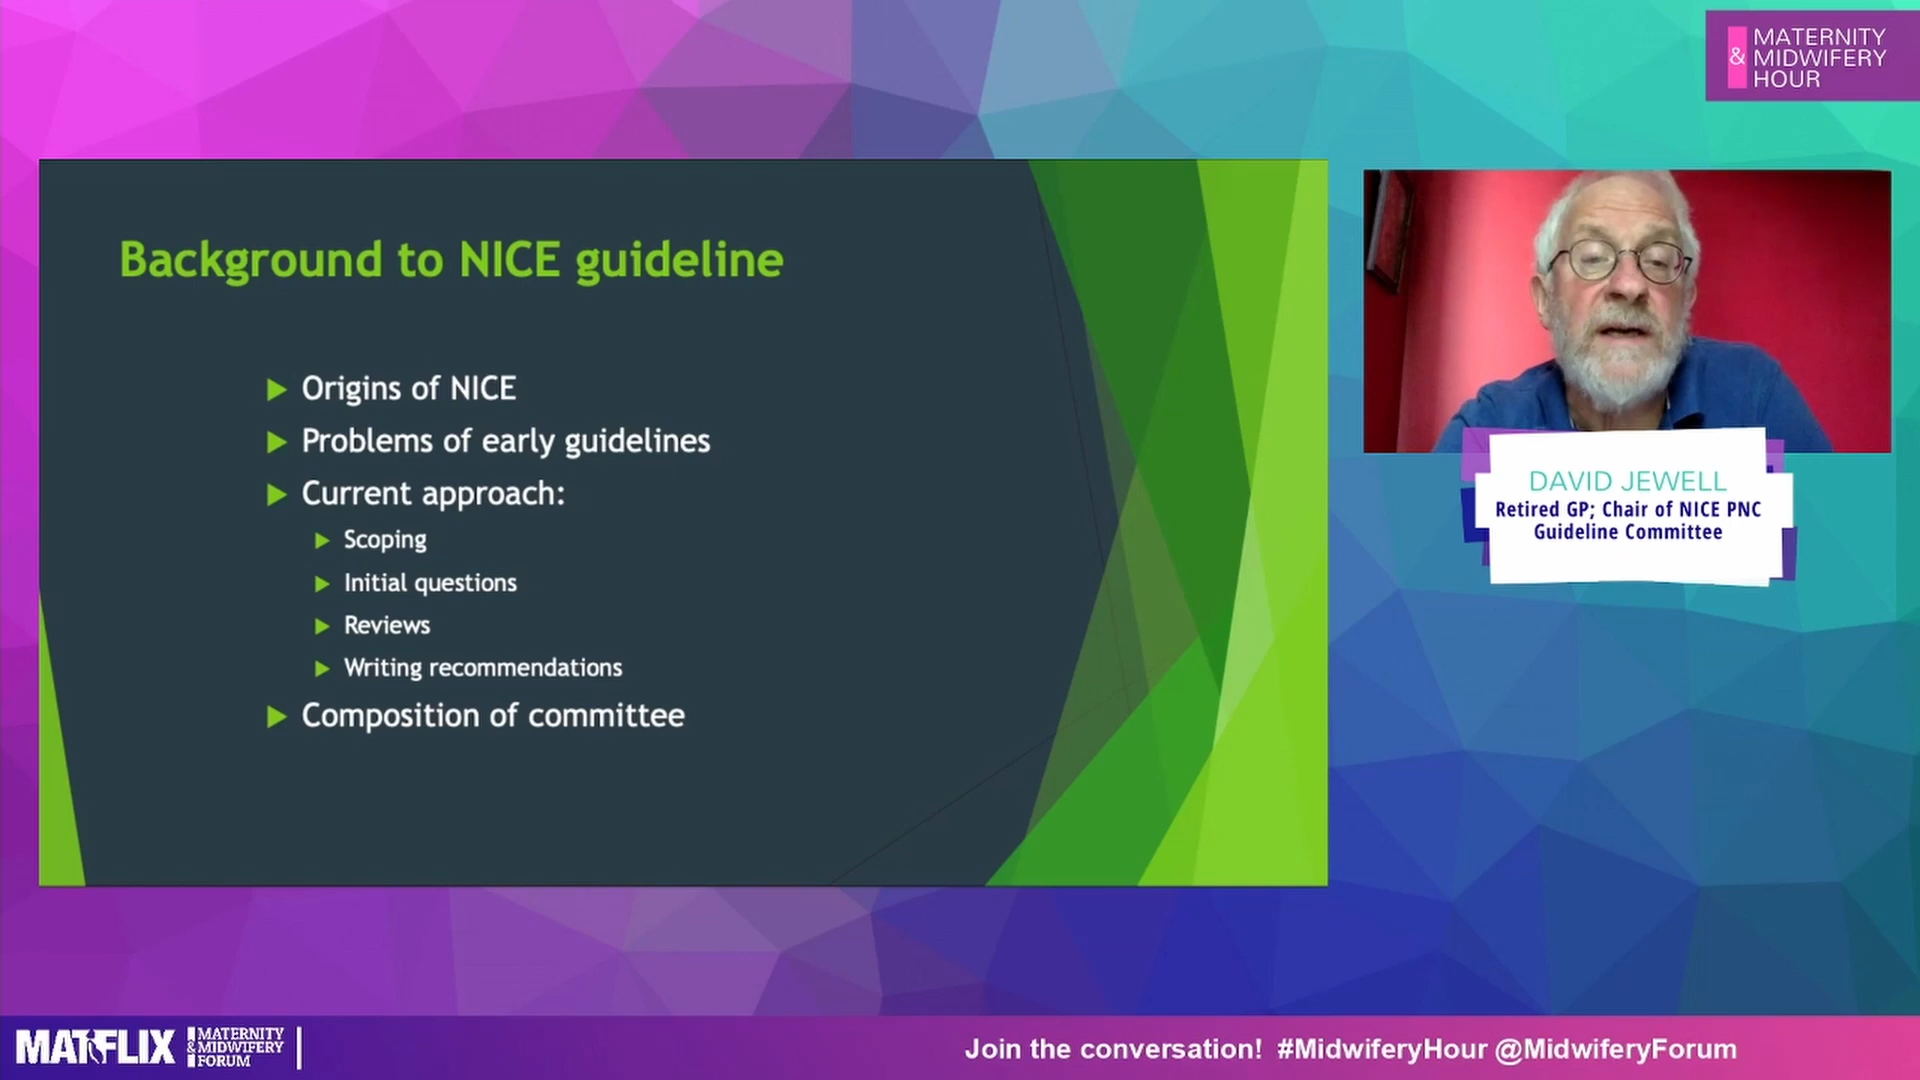 &
MATERNITY
MIDWIFERY
HOUR
Background to NICE guideline
Origins of NICE
Problems of early guidelines
Current approach:
Scoping
Initial questions
Reviews
Writing recommendations
Composition of committee
DAVID JEWELL
Retired GP; Chair of NICE PNC
Guideline Committee
MATFLIX
MATERNITY
&MIDWIFERY
FORUM
Join the conversation! #MidwiferyHour @MidwiferyForum